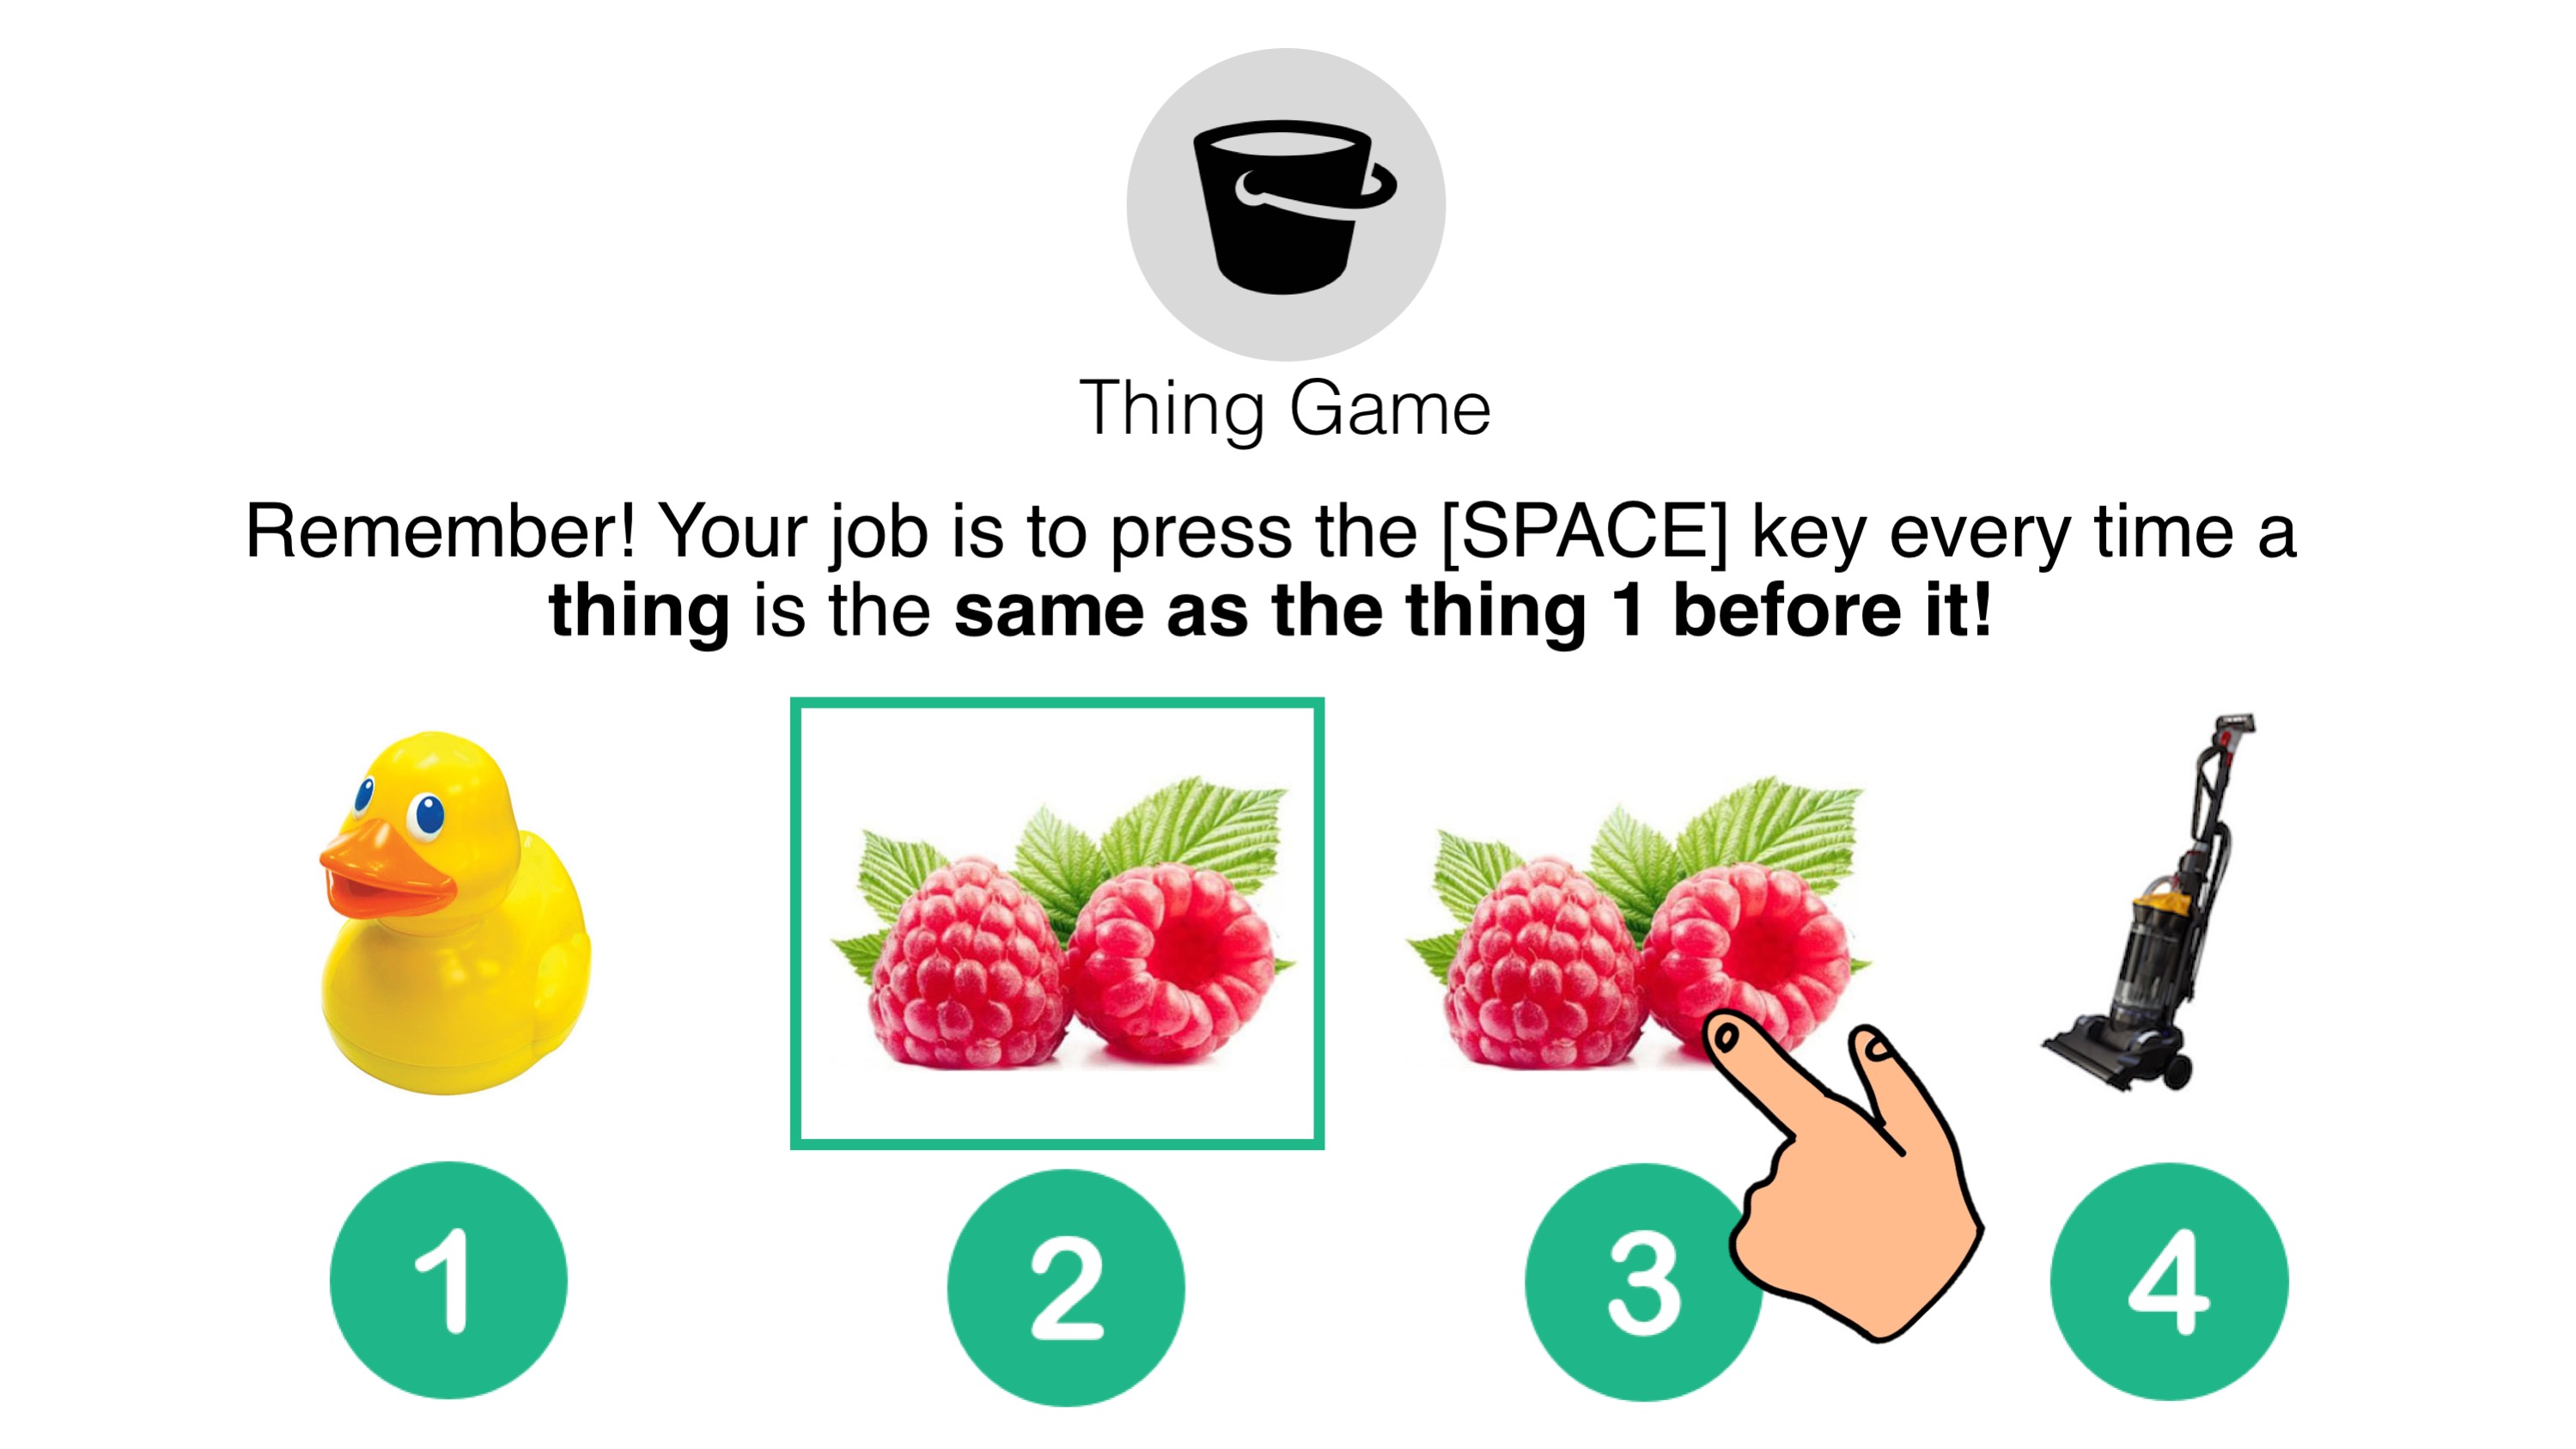 Thing Game
Remember! Your job is to press the [SPACE] key every time a
thing is the same as the thing 1 before it!
1 2 3 4